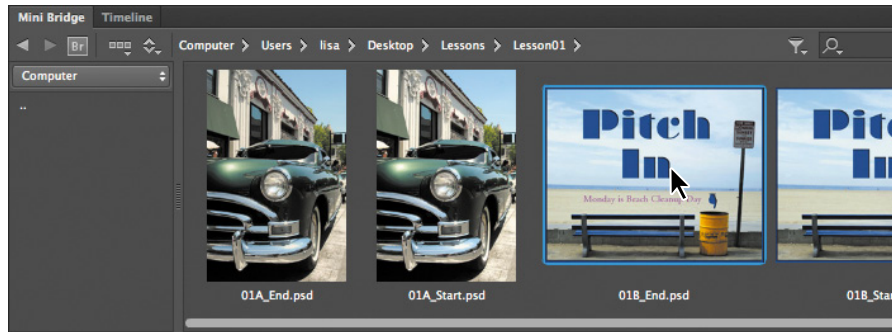 Mini Bridge Timeline
Br Computer > Users > lisa > Desktop > Lessons > Lesson01 >
Computer
..
Pitch
In
Monday is Beach Cleanup Day
Pitc
In
01A_End.psd 01A_Start.psd 01B_End.psd 01B_Star